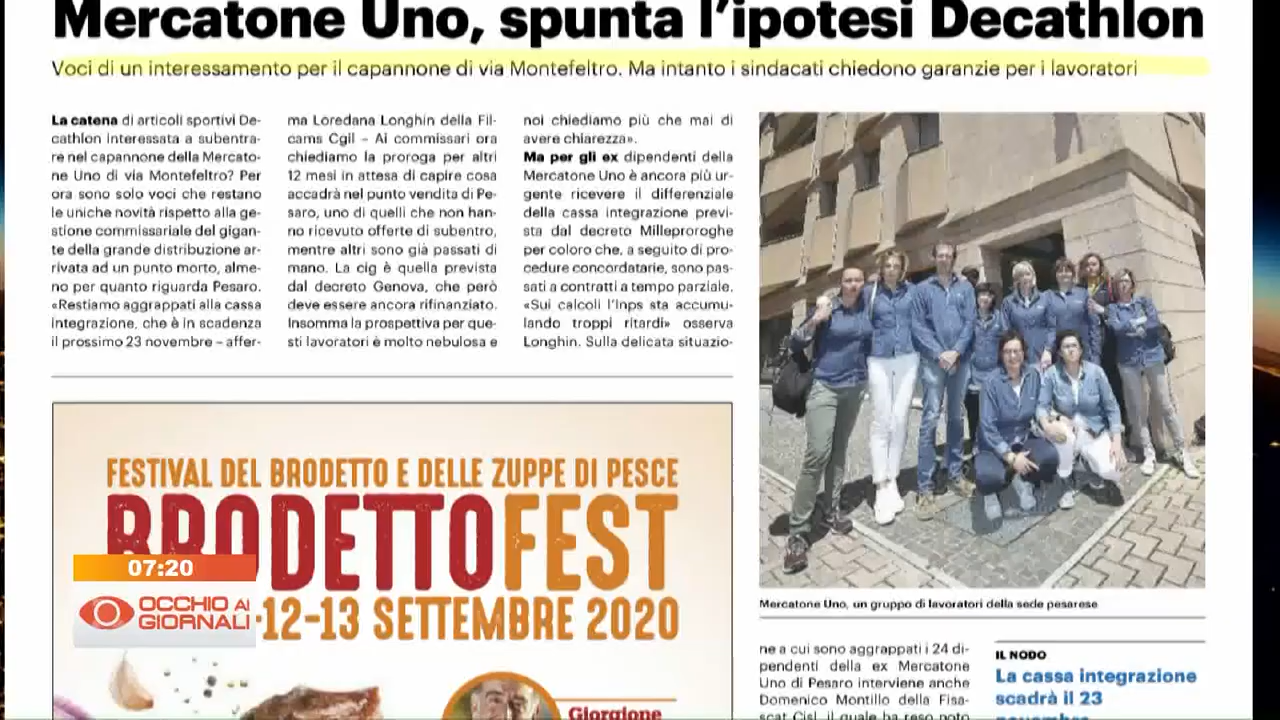 Mercatone Uno, spunta l'ipotesi Decathlon
Voci di un interessamento per il capannone di via Montefeltro. Ma intanto i sindacati chiedono garanzie per i lavoratori
La catena di articoli sportivi De-
cathlon interessata a subentra-
re nel capannone della Mercato-
ne Uno di via Montefeltro? Per
ora sono solo voci che restano
le uniche novità rispetto alla ge-
stione commissariale del gigan-
te della grande distribuzione ar-
rivata ad un punto morto, alme-
no per quanto riguarda Pesaro.
«Restiamo aggrappati alla cassa
integrazione, che è in scadenza
il prossimo 23 novembre – affer-
ma Loredana Longhin della Fil-
cams Cgil – Ai commissari ora
chiediamo la proroga per altri
12 mesi in attesa di capire cosa
accadrà nel punto vendita di Pe-
saro, uno di quelli che non han-
no ricevuto offerte di subentro,
mentre altri sono già passati di
mano. La cig è quella prevista
dal decreto Genova, che però
deve essere ancora rifinanziato.
Insomma la prospettiva per que-
sti lavoratori è molto nebulosa e
noi chiediamo più che mai di
avere chiarezza».
Ma per gli ex dipendenti della
Mercatone Uno è ancora più ur-
gente ricevere il differenziale
della cassa integrazione previ-
sta dal decreto Milleproroghe
per coloro che, a seguito di pro-
cedure concordatarie, sono pas-
sati a contratti a tempo parziale.
«Sui calcoli l'Inps sta accumu-
lando troppi ritardi» osserva
Longhin. Sulla delicata situazio-
Mercatone Uno, un gruppo di lavoratori della sede pesarese
ne a cui sono aggrappati i 24 di-
pendenti della ex Mercatone
Uno di Pesaro interviene anche
Domenico Montillo della Fisa-
scat Cisl, il quale ha reso noto
IL NODO
La cassa integrazione
scadrà il 23
novembre
FESTIVAL DEL BRODETTO E DELLE ZUPPE DI PESCE
BRODETTOFEST
-12-13 SETTEMBRE 2020
Giorgione
07:20
OCCHIO AI
GIORNALI